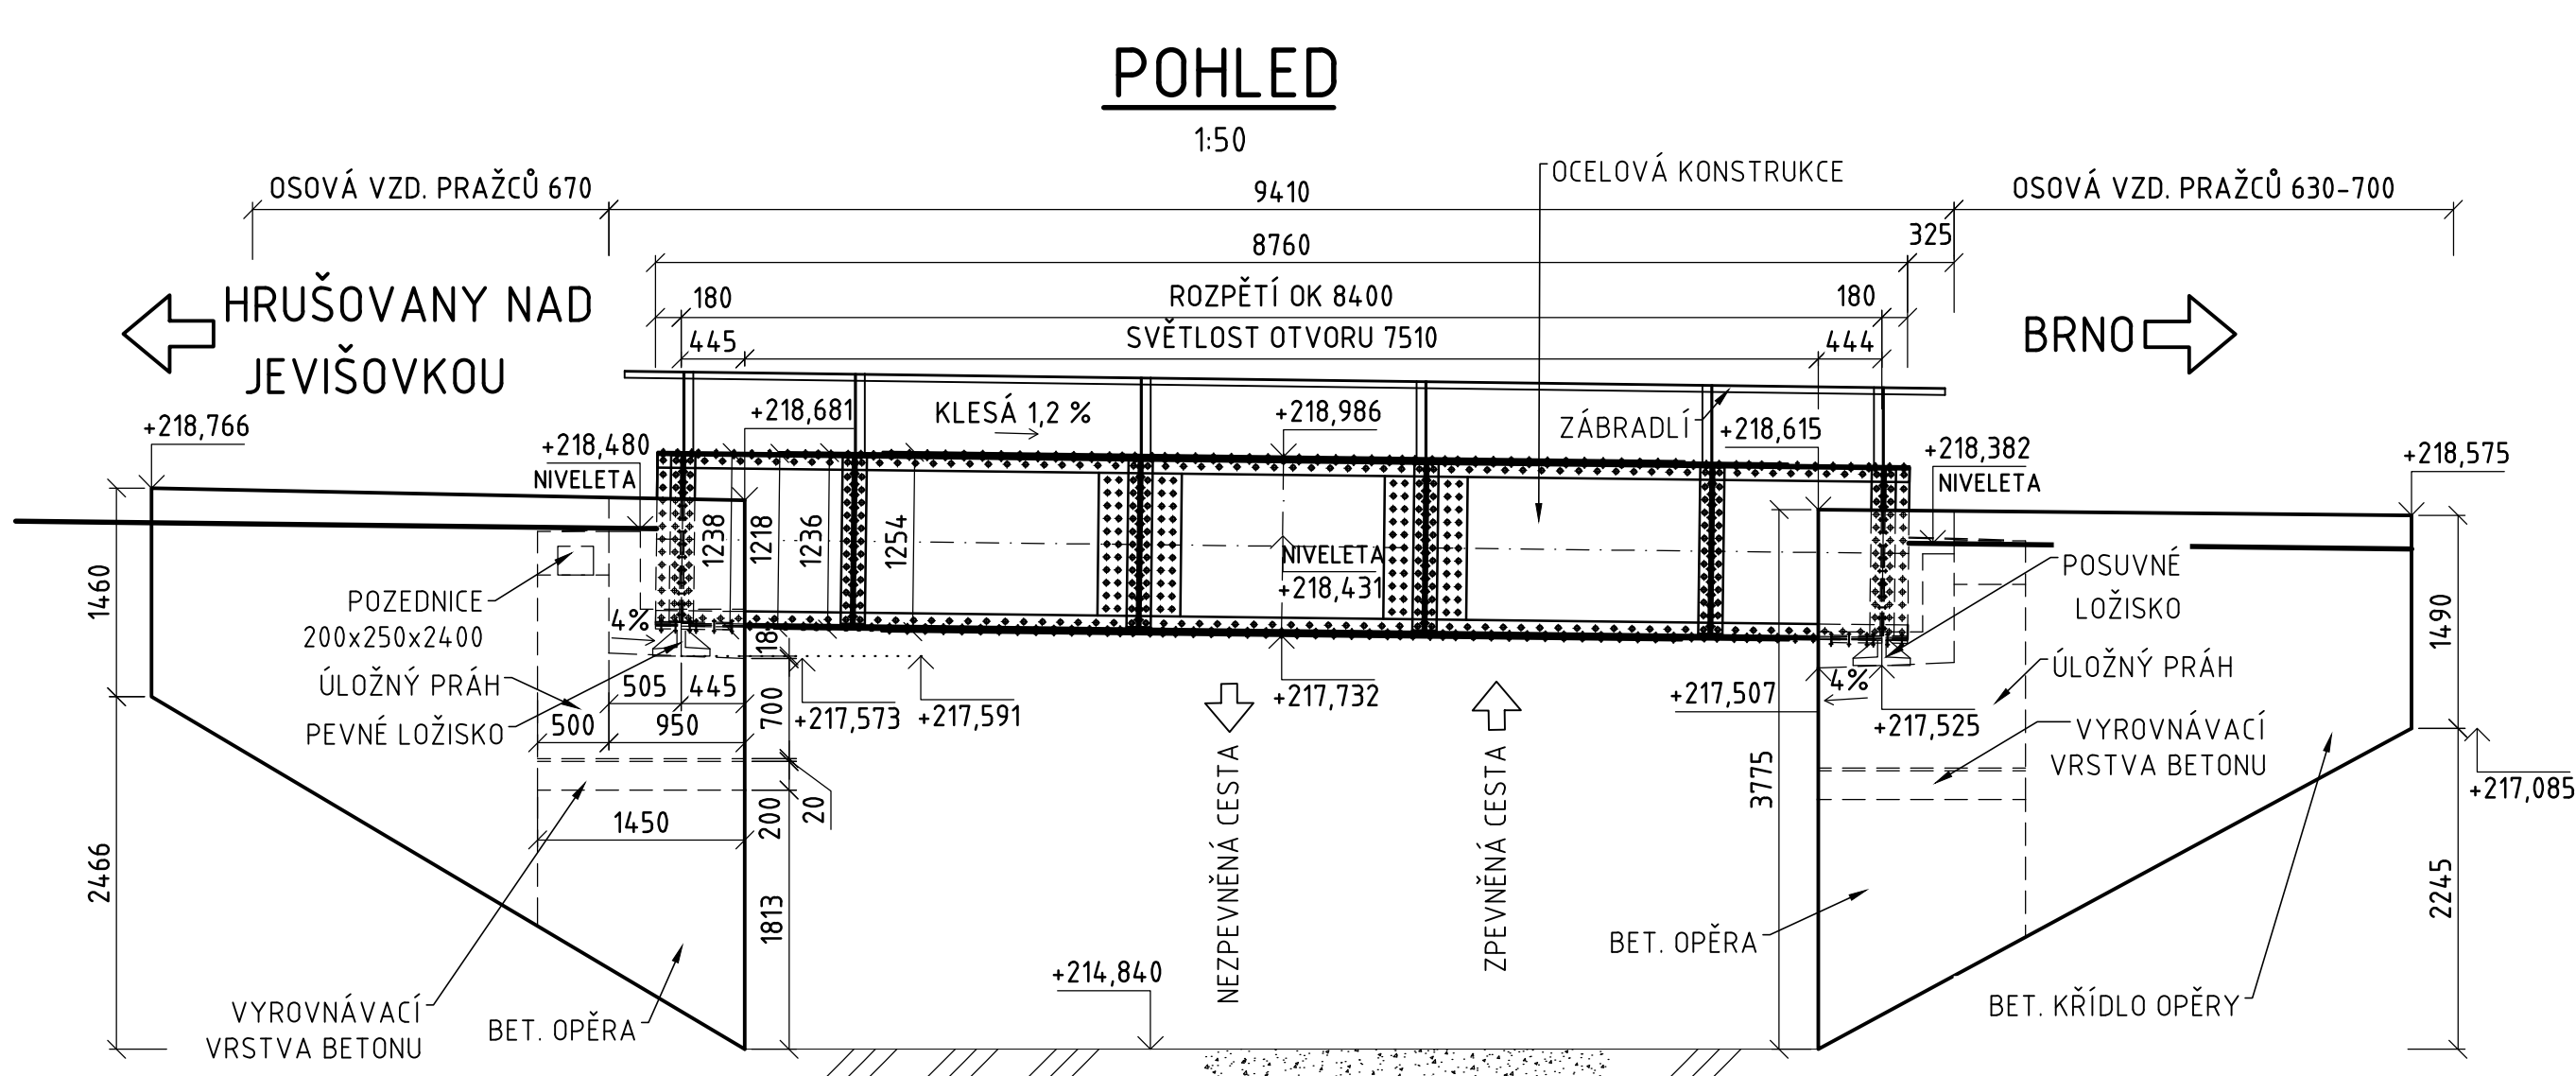 POHLED
1:50
OSOVÁ VZD. PRAŽCŮ 670
9410
OCELOVÁ KONSTRUKCE
OSOVÁ VZD. PRAŽCŮ 630-700
8760
325
HRUŠOVANY NAD
JEVIŠOVKOU
180
ROZPĚTÍ OK 8400
180
BRNO
445
SVĚTLOST OTVORU 7510
444
+218,766
+218,480
NIVELETA
+218,681
KLESÁ 1,2 %
+218,986
ZÁBRADLÍ
+218,615
+218,382
NIVELETA
+218,575
1238
1218
1236
1254
NIVELETA
+218,431
1460
POZEDNICE
200x250x2400
4%
18
POSUVNÉ
LOŽISKO
1490
ÚLOŽNÝ PRÁH
505
445
700
+217,573
+217,591
+217,732
+217,507
4%
+217,525
ÚLOŽNÝ PRÁH
PEVNÉ LOŽISKO
500
950
VYROVNÁVACÍ
VRSTVA BETONU
+217,085
1450
200
20
NEZPEVNĚNÁ CESTA
ZPEVNĚNÁ CESTA
3775
2466
1813
2245
BET. OPĚRA
+214,840
VYROVNÁVACÍ
VRSTVA BETONU
BET. OPĚRA
BET. KŘÍDLO OPĚRY